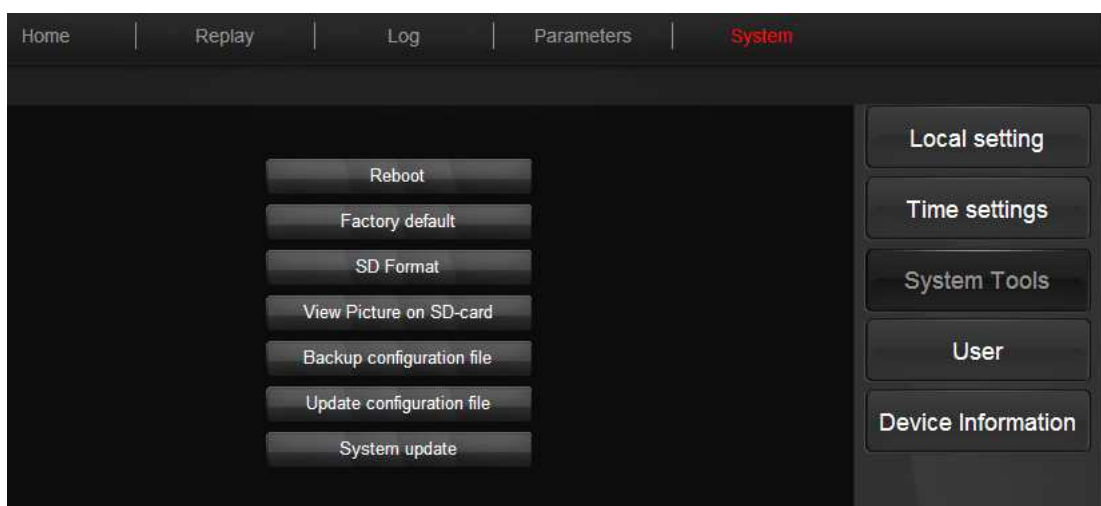 Home | Replay | Log | Parameters | System
Local setting
Reboot
Time settings
Factory default
SD Format
System Tools
View Picture on SD-card
User
Backup configuration file
Update configuration file
Device Information
System update